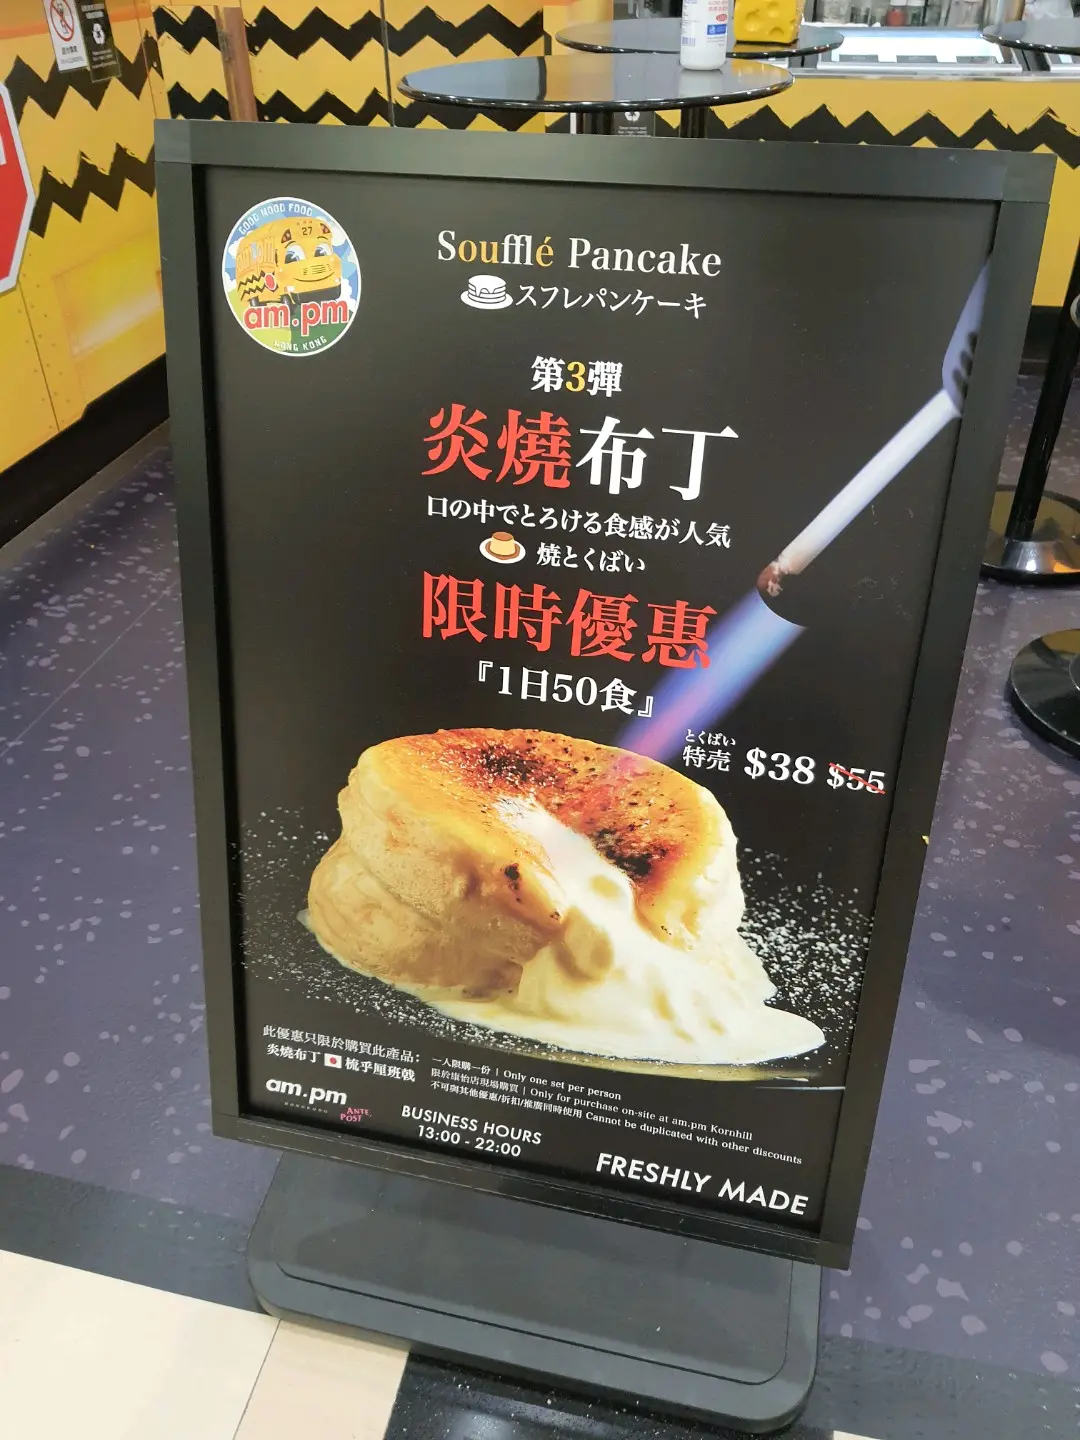 GOOD MOOD FOOD
27
am.pm
HONG KONG
Soufflé Pancake
スフレパンケーキ
第3彈
炎燒布丁
口の中でとろける食感が人気
焼とくばい
限時優惠
『1日50食』
とくばい
特売 $38 $55
此優惠只限於購買此產品：
炎燒布丁 梳乎厘班戟
一人限購一份 | Only one set per person
限於康怡店現場購買 | Only for purchase on-site at am.pm Kornhill
不可與其他優惠/折扣/推廣同時使用 Cannot be duplicated with other discounts
am.pm
ANTE POST
BUSINESS HOURS
13:00 - 22:00
FRESHLY MADE